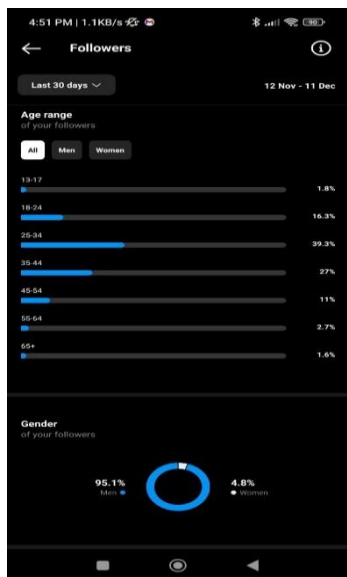 4:51 PM | 1.1KB/s
90
Followers
Last 30 days
12 Nov - 11 Dec
Age range
of your followers
All Men Women
13-17
1.8%
18-24
16.3%
25-34
39.3%
35-44
27%
45-54
11%
55-64
2.7%
65+
1.6%
Gender
of your followers
95.1%
Men
4.8%
Women